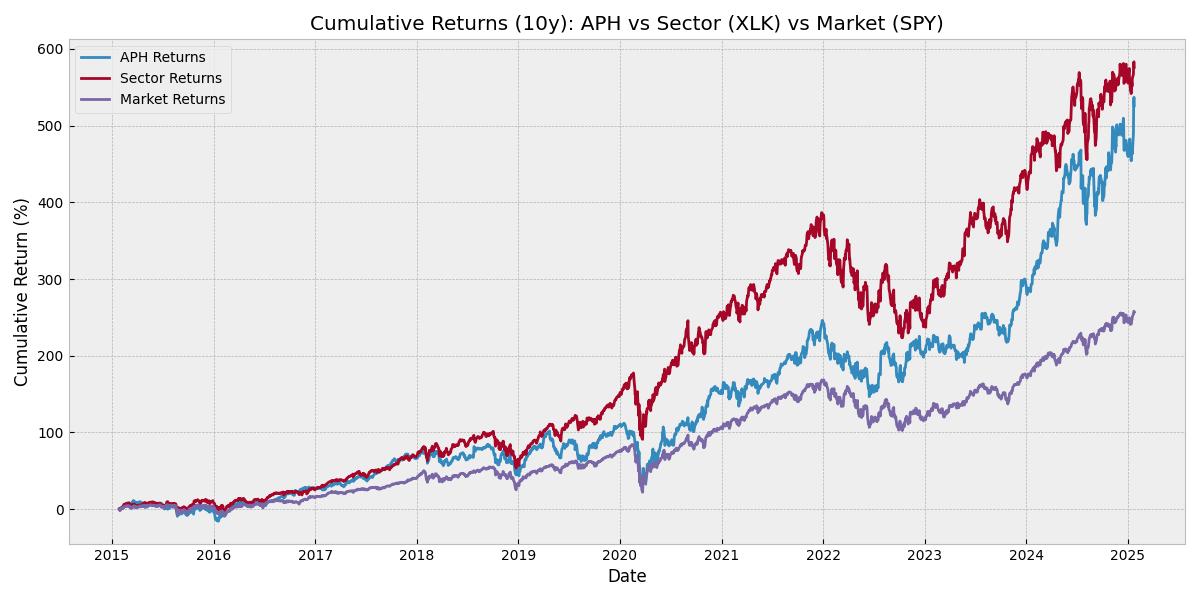 Cumulative Returns (10y): APH vs Sector (XLK) vs Market (SPY)
APH Returns
Sector Returns
Market Returns
Cumulative Return (%)
600
500
400
300
200
100
0
2015 2016 2017 2018 2019 2020 2021 2022 2023 2024 2025
Date